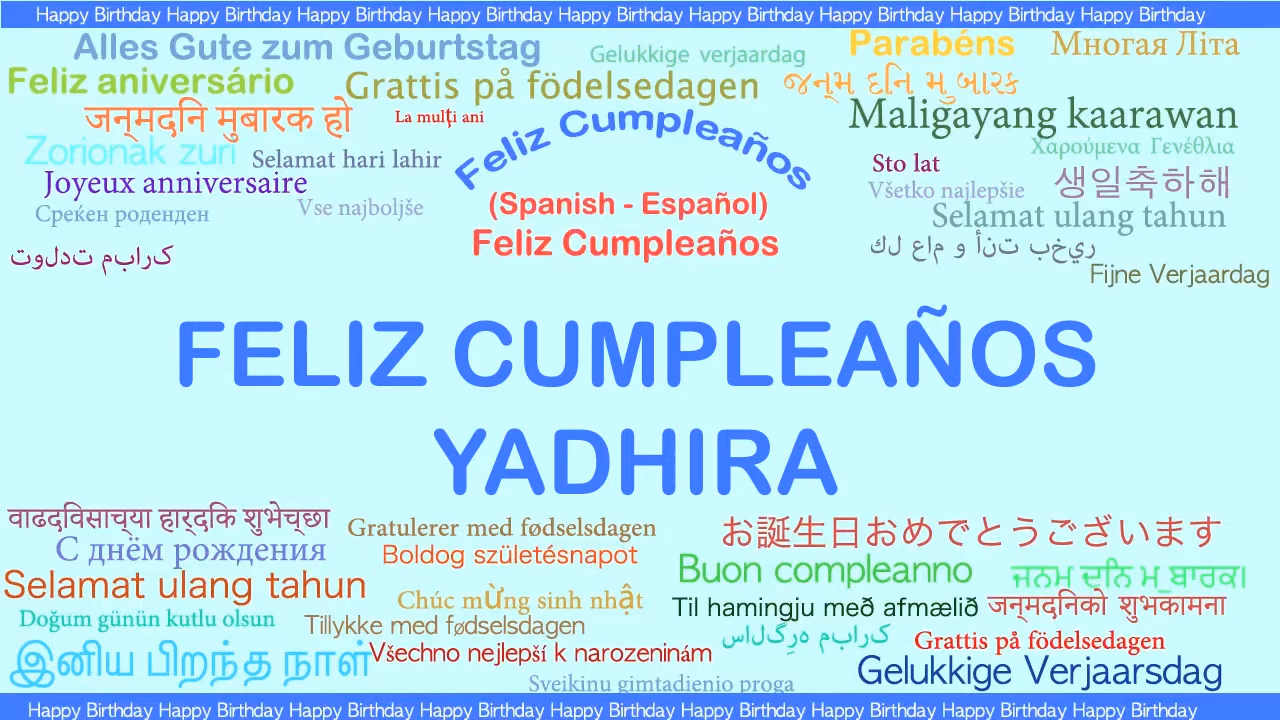 Happy Birthday Happy Birthday Happy Birthday Happy Birthday Happy Birthday Happy Birthday Happy Birthday Happy Birthday Happy Birthday
Alles Gute zum Geburtstag
Gelukkige verjaardag
Parabéns
Многая Літа
Feliz aniversário
Grattis på födelsedagen
જન્મ દિન મુબારક
जन्मदिन मुबारक हो
La mulţi ani
Feliz Cumpleaños
Maligayang kaarawan
Zorionak zuri
Selamat hari lahir
Χαρούμενα Γενέθλια
Sto lat
Joyeux anniversaire
Všetko najlepšie
생일축하해
(Spanish - Español)
Среќен роденден
Vse najboljše
Selamat ulang tahun
Feliz Cumpleaños
تولدت مبارک
كل عام و أنت بخير
Fijne Verjaardag
FELIZ CUMPLEAÑOS
YADHIRA
वाढदिवसाच्या हार्दिक शुभेच्छा
Gratulerer med fødselsdagen
お誕生日おめでとうございます
С днём рождения
Boldog születésnapot
Buon compleanno
ਜਨਮ ਦਿਨ ਮੁਬਾਰਕ।
Selamat ulang tahun
Chúc mừng sinh nhật
Til hamingju með afmælið
जन्मदिनको शुभकामना
Doğum günün kutlu olsun
Tillykke med fødselsdagen
سالگرہ مبارک
Grattis på födelsedagen
இனிய பிறந்த நாள்
Všechno nejlepší k narozeninám
Gelukkige Verjaarsdag
Sveikinu gimtadienio proga
Happy Birthday Happy Birthday Happy Birthday Happy Birthday Happy Birthday Happy Birthday Happy Birthday Happy Birthday Happy Birthday